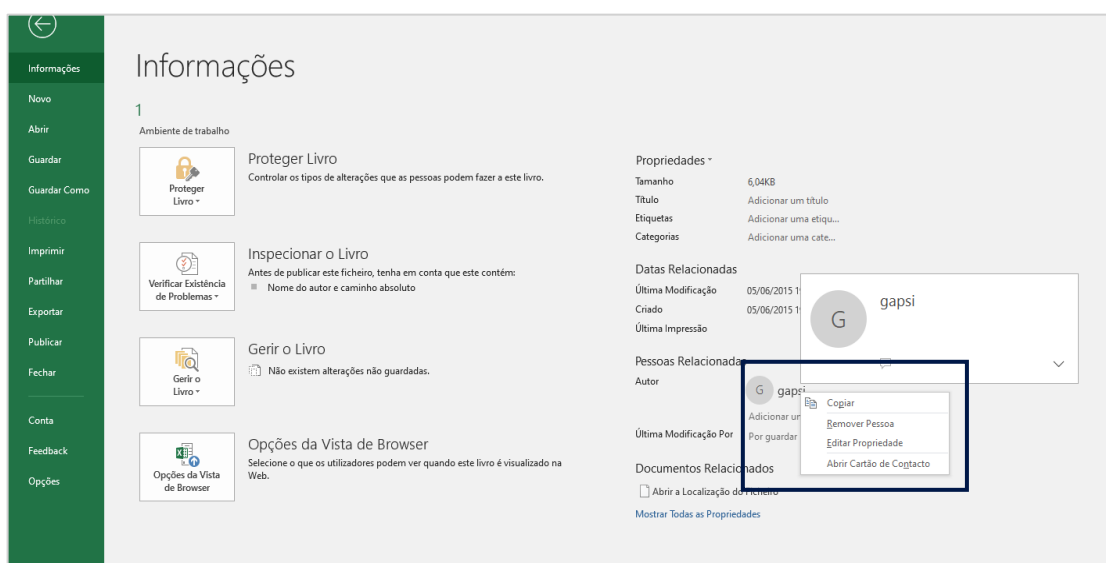 Informações
Novo
Abrir
Guardar
Guardar Como
Histórico
Imprimir
Partilhar
Exportar
Publicar
Fechar
Conta
Feedback
Opções
Informações
1
Ambiente de trabalho
Proteger
Livro
Proteger Livro
Controlar os tipos de alterações que as pessoas podem fazer a este livro.
Verificar Existência
de Problemas
Inspecionar o Livro
Antes de publicar este ficheiro, tenha em conta que este contém:
Nome do autor e caminho absoluto
Gerir o
Livro
Gerir o Livro
Não existem alterações não guardadas.
Opções da Vista
de Browser
Opções da Vista de Browser
Selecione o que os utilizadores podem ver quando este livro é visualizado na
Web.
Propriedades
Tamanho 6,04KB
Título Adicionar um título
Etiquetas Adicionar uma etiqu...
Categorias Adicionar uma cate...
Datas Relacionadas
Última Modificação 05/06/2015
Criado 05/06/2015
Última Impressão
G gapsi
Pessoas Relacionadas
Autor
G gapsi
Adicionar
Última Modificação Por Por guardar
Copiar
Remover Pessoa
Editar Propriedade
Abrir Cartão de Contacto
Documentos Relacionados
Abrir a Localização do Ficheiro
Mostrar Todas as Propriedades